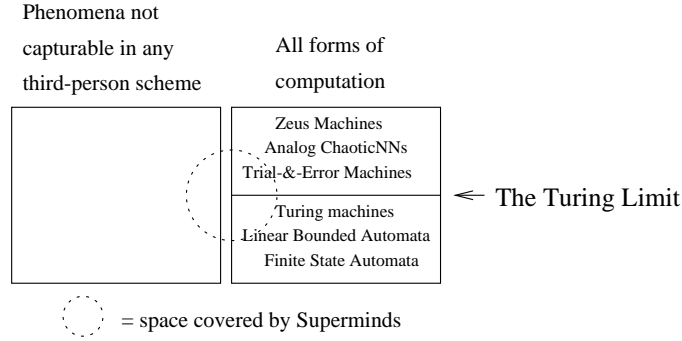 Phenomena not
capturable in any
third-person scheme
All forms of
computation
Zeus Machines
Analog ChaoticNNs
Trial-&-Error Machines
The Turing Limit
Turing machines
Linear Bounded Automata
Finite State Automata
= space covered by Superminds